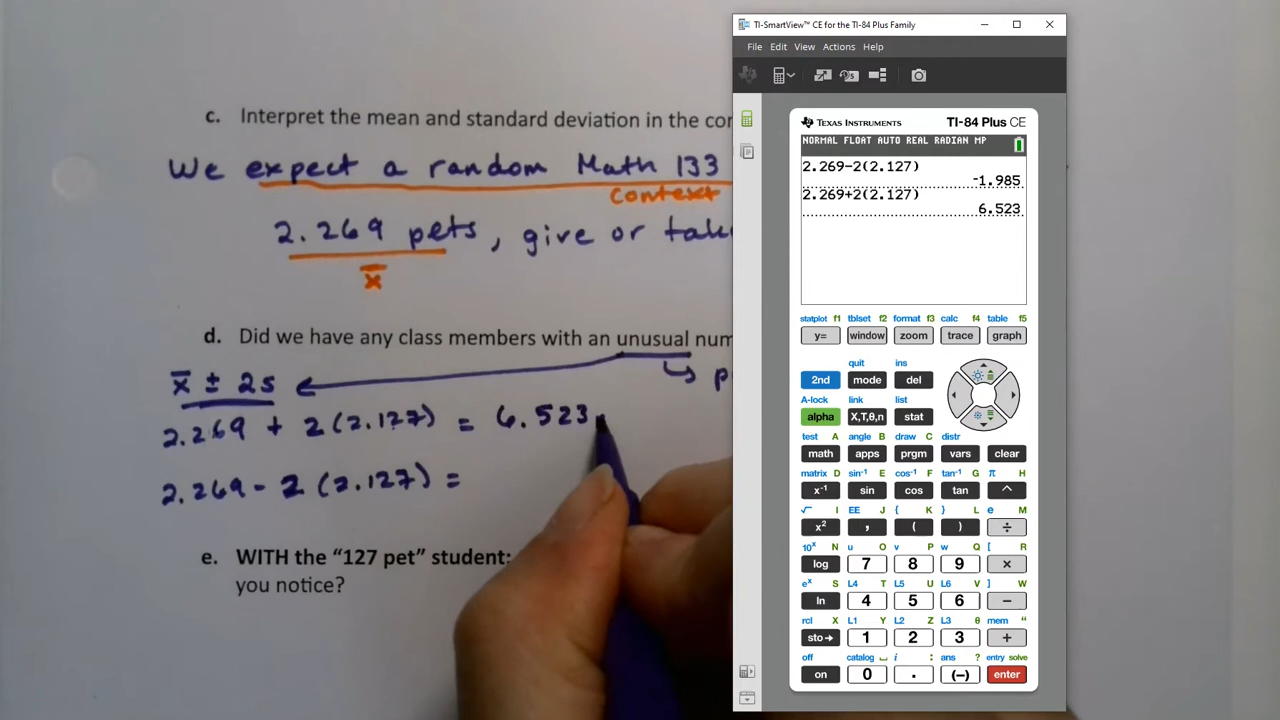 TI-SmartView™ CE for the TI-84 Plus Family
File Edit View Actions Help
TEXAS INSTRUMENTS TI-84 Plus CE
NORMAL FLOAT AUTO REAL RADIAN MP
2.269-2(2.127)
-1.985
2.269+2(2.127)
6.523
statplot f1 tblset f2 format f3 calc f4 table f5
y= window zoom trace graph
quit ins
2nd mode del
A-lock link list
alpha X,T,θ,n stat
test A angle B draw C distr
math apps prgm vars clear
matrix D sin⁻¹ E cos⁻¹ F tan⁻¹ G π H
x⁻¹ sin cos tan ^
√ I EE J { K } L e M
x² , ( ) ÷
10ˣ N u O v P w Q [ R
log 7 8 9 ×
eˣ S L4 T L5 U L6 V ] W
ln 4 5 6 −
rcl X L1 Y L2 Z L3 θ mem "
sto→ 1 2 3 +
off catalog ␣ i : ans ? entry solve
on 0 . (−) enter
c. Interpret the mean and standard deviation in the
We expect a random Math 133
context
2.269 pets, give or
x̄
d. Did we have any class members with an unusual
x̄ ± 2s
2.269 + 2(2.127) = 6.523
2.269 - 2(2.127) =
e. WITH the “127 pet” student:
you notice?